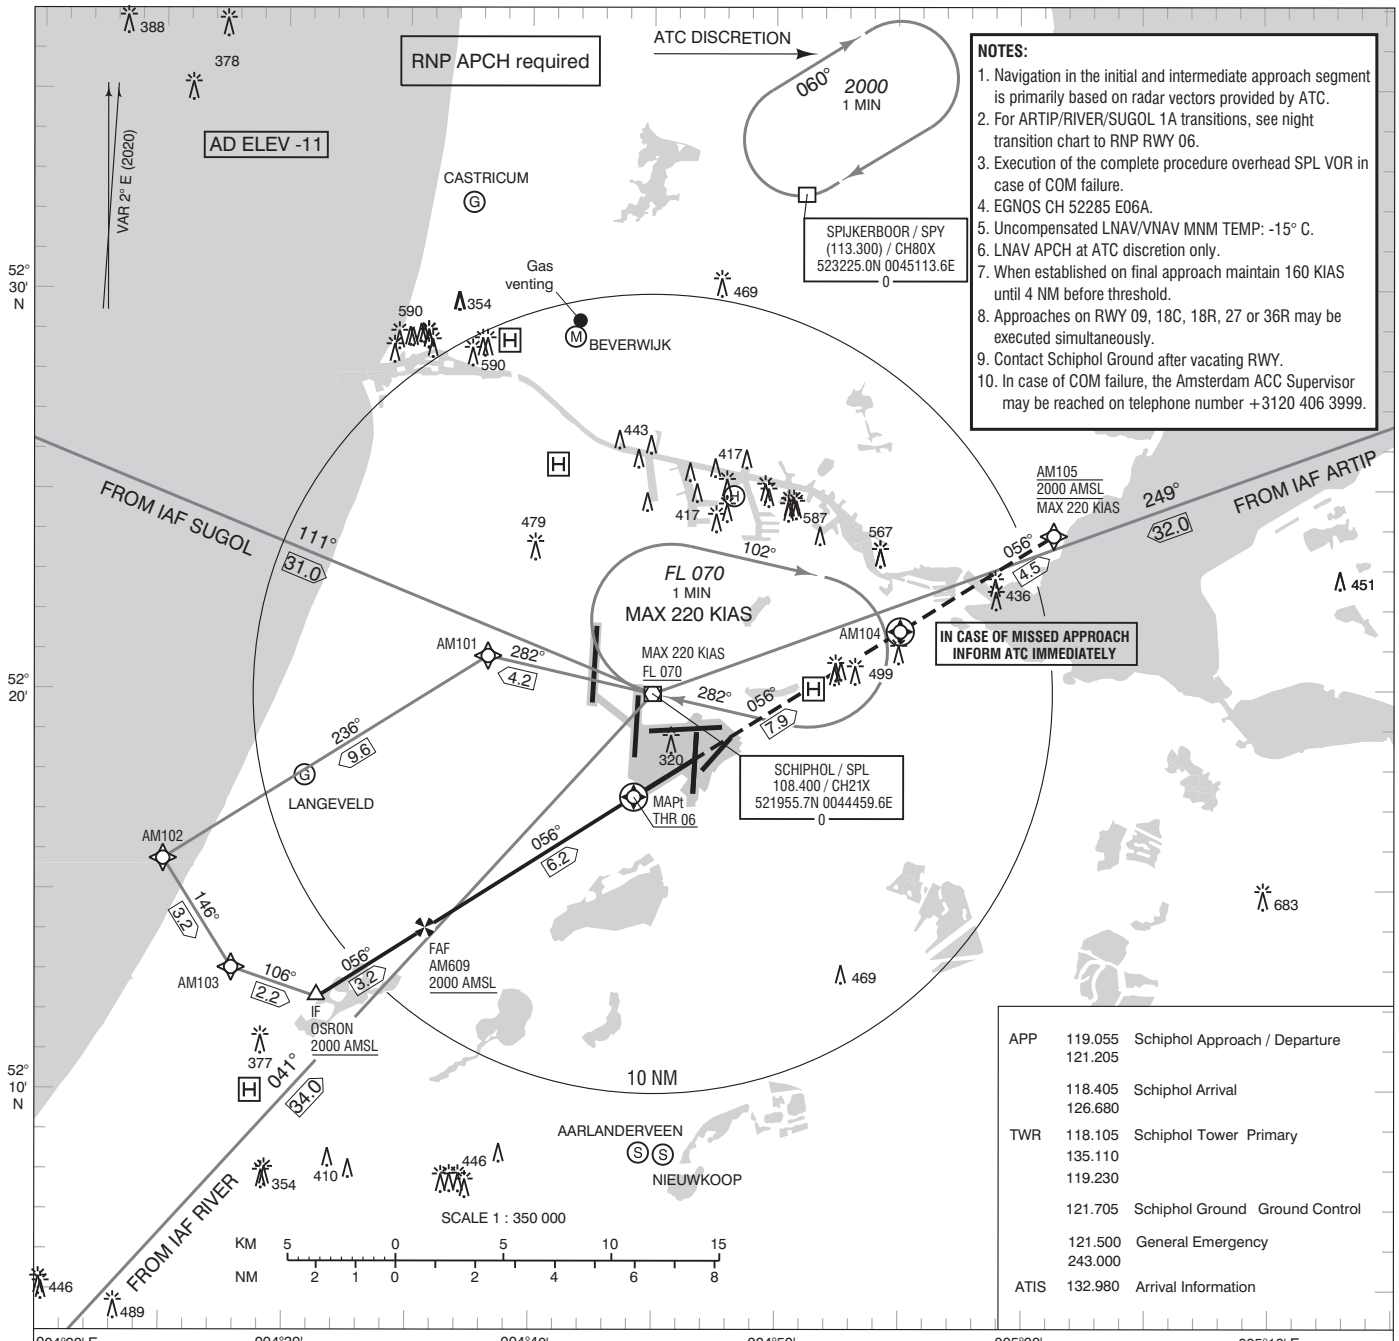 388
378
RNP APCH required
ATC DISCRETION
060°
2000
1 MIN
AD ELEV -11
VAR 2° E (2020)
NOTES:
1. Navigation in the initial and intermediate approach segment
is primarily based on radar vectors provided by ATC.
2. For ARTIP/RIVER/SUGOL 1A transitions, see night
transition chart to RNP RWY 06.
3. Execution of the complete procedure overhead SPL VOR in
case of COM failure.
4. EGNOS CH 52285 E06A.
5. Uncompensated LNAV/VNAV MNM TEMP: -15° C.
6. LNAV APCH at ATC discretion only.
7. When established on final approach maintain 160 KIAS
until 4 NM before threshold.
8. Approaches on RWY 09, 18C, 18R, 27 or 36R may be
executed simultaneously.
9. Contact Schiphol Ground after vacating RWY.
10. In case of COM failure, the Amsterdam ACC Supervisor
may be reached on telephone number +3120 406 3999.
CASTRICUM
G
SPIJKERBOOR / SPY
(113.300) / CH80X
523225.0N 0045113.6E
0
52°
30'
N
Gas
venting
354
469
590
H
M
BEVERWIJK
590
443
417
H
H
417
587
479
567
FROM IAF SUGOL
111°
31.0
102°
FL 070
1 MIN
MAX 220 KIAS
AM105
2000 AMSL
MAX 220 KIAS
249°
32.0
FROM IAF ARTIP
056°
4.5
436
451
AM104
IN CASE OF MISSED APPROACH
INFORM ATC IMMEDIATELY
AM101
282°
4.2
MAX 220 KIAS
FL 070
52°
20'
N
282°
056°
7.9
H
499
236°
9.6
320
G
LANGEVELD
MAPt
THR 06
SCHIPHOL / SPL
108.400 / CH21X
521955.7N 0044459.6E
0
AM102
056°
6.2
146°
3.2
683
AM103
106°
2.2
056°
3.2
FAF
AM609
2000 AMSL
IF
OSRON
2000 AMSL
469
377
52°
10'
N
H
041°
34.0
10 NM
AARLANDERVEEN
S
S
NIEUWKOOP
354
410
446
FROM IAF RIVER
SCALE 1 : 350 000
KM 5 0 5 10 15
NM 2 1 0 2 4 6 8
446
489
APP 119.055 Schiphol Approach / Departure
121.205
118.405 Schiphol Arrival
126.680
TWR 118.105 Schiphol Tower Primary
135.110
119.230
121.705 Schiphol Ground Ground Control
121.500 General Emergency
243.000
ATIS 132.980 Arrival Information